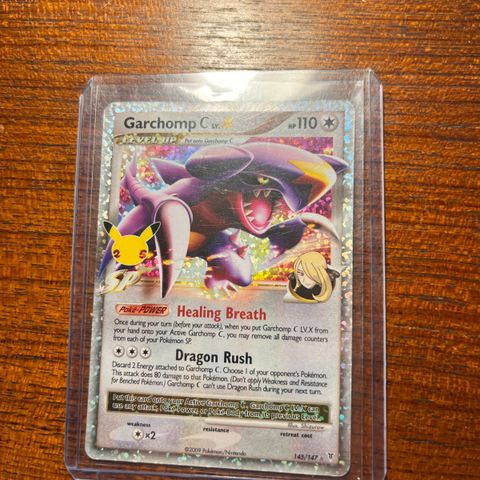 Garchomp C LV.X HP 110
LEVEL-UP Put onto Garchomp C
25
SP
Poké-POWER Healing Breath
Once during your turn (before your attack), when you put Garchomp C LV.X from
your hand onto your Active Garchomp C, you may remove all damage counters
from each of your Pokémon SP.
Dragon Rush
Discard 2 Energy attached to Garchomp C. Choose 1 of your opponent's Pokémon.
This attack does 80 damage to that Pokémon. (Don't apply Weakness and Resistance
for Benched Pokémon.) Garchomp C can't use Dragon Rush during your next turn.
Put this card onto your Active Garchomp C. Garchomp C LV.X can
use any attack, Poké-Power, or Poké-Body from its previous Level.
Illus. Shizurow
weakness resistance retreat cost
×2
©2009 Pokémon/Nintendo 145/147